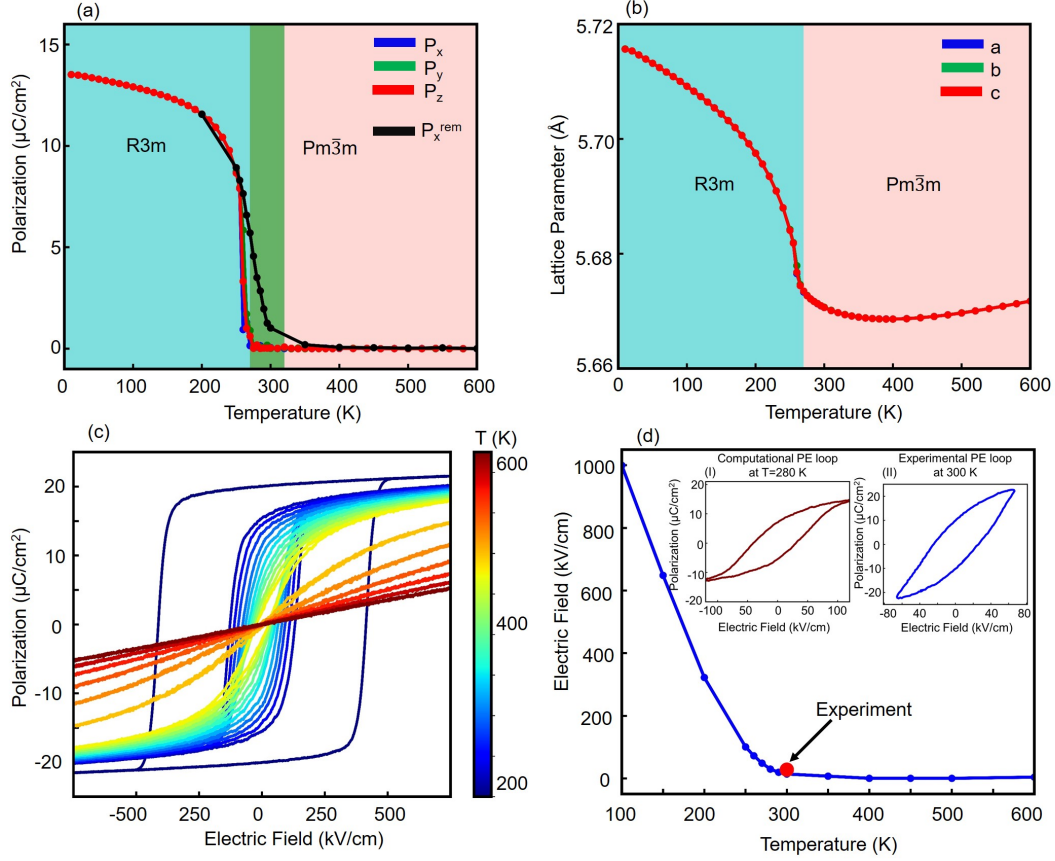 (a)
15
10
5
0
Polarization (µC/cm²)
R3m
Pm3̄m
Pₓ
Pᵧ
P_z
Pₓʳᵉᵐ
0 100 200 300 400 500 600
Temperature (K)
(b)
5.72
5.70
5.68
5.66
Lattice Parameter (Å)
R3m
Pm3̄m
a
b
c
0 100 200 300 400 500 600
Temperature (K)
(c)
20
10
0
-10
-20
Polarization (µC/cm²)
-500 -250 0 250 500
Electric Field (kV/cm)
T (K)
600
400
200
(d)
1000
800
600
400
200
0
Electric Field (kV/cm)
100 200 300 400 500 600
Temperature (K)
Experiment
Computational PE loop
(I) at T=280 K
20
10
0
-10
-20
Polarization (µC/cm²)
-100 50 0 50 100
Electric Field (kV/cm)
Experimental PE loop
(II) at 300 K
20
10
0
-10
-20
Polarization (µC/cm²)
-80 -40 0 40 80
Electric Field (kV/cm)